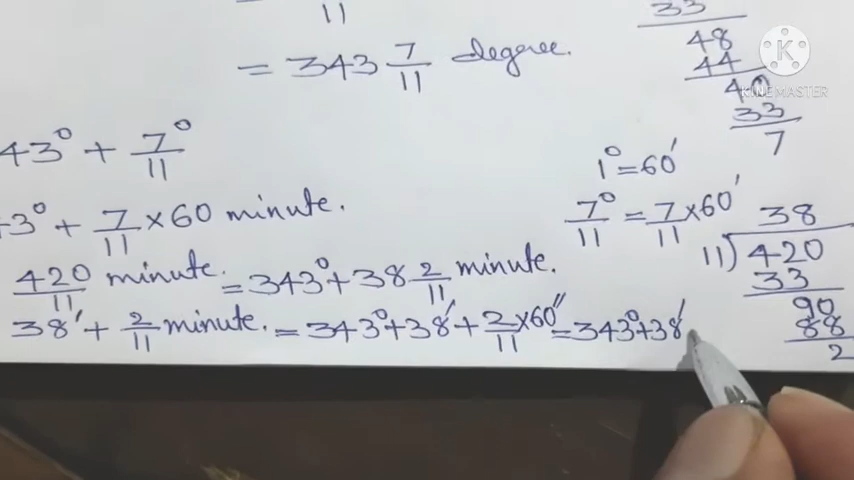 11
= 343 7/11 degree.
43° + 7°/11
3° + 7/11 × 60 minute.
420/11 minute. = 343° + 38 2/11 minute.
38′ + 2/11 minute. = 343° + 38′ + 2/11 × 60″ = 343° + 38′
33
48
44
40
33
7
1° = 60′
7°/11 = 7/11 × 60′
38
11) 420
33
90
88
2
K
KINEMASTER